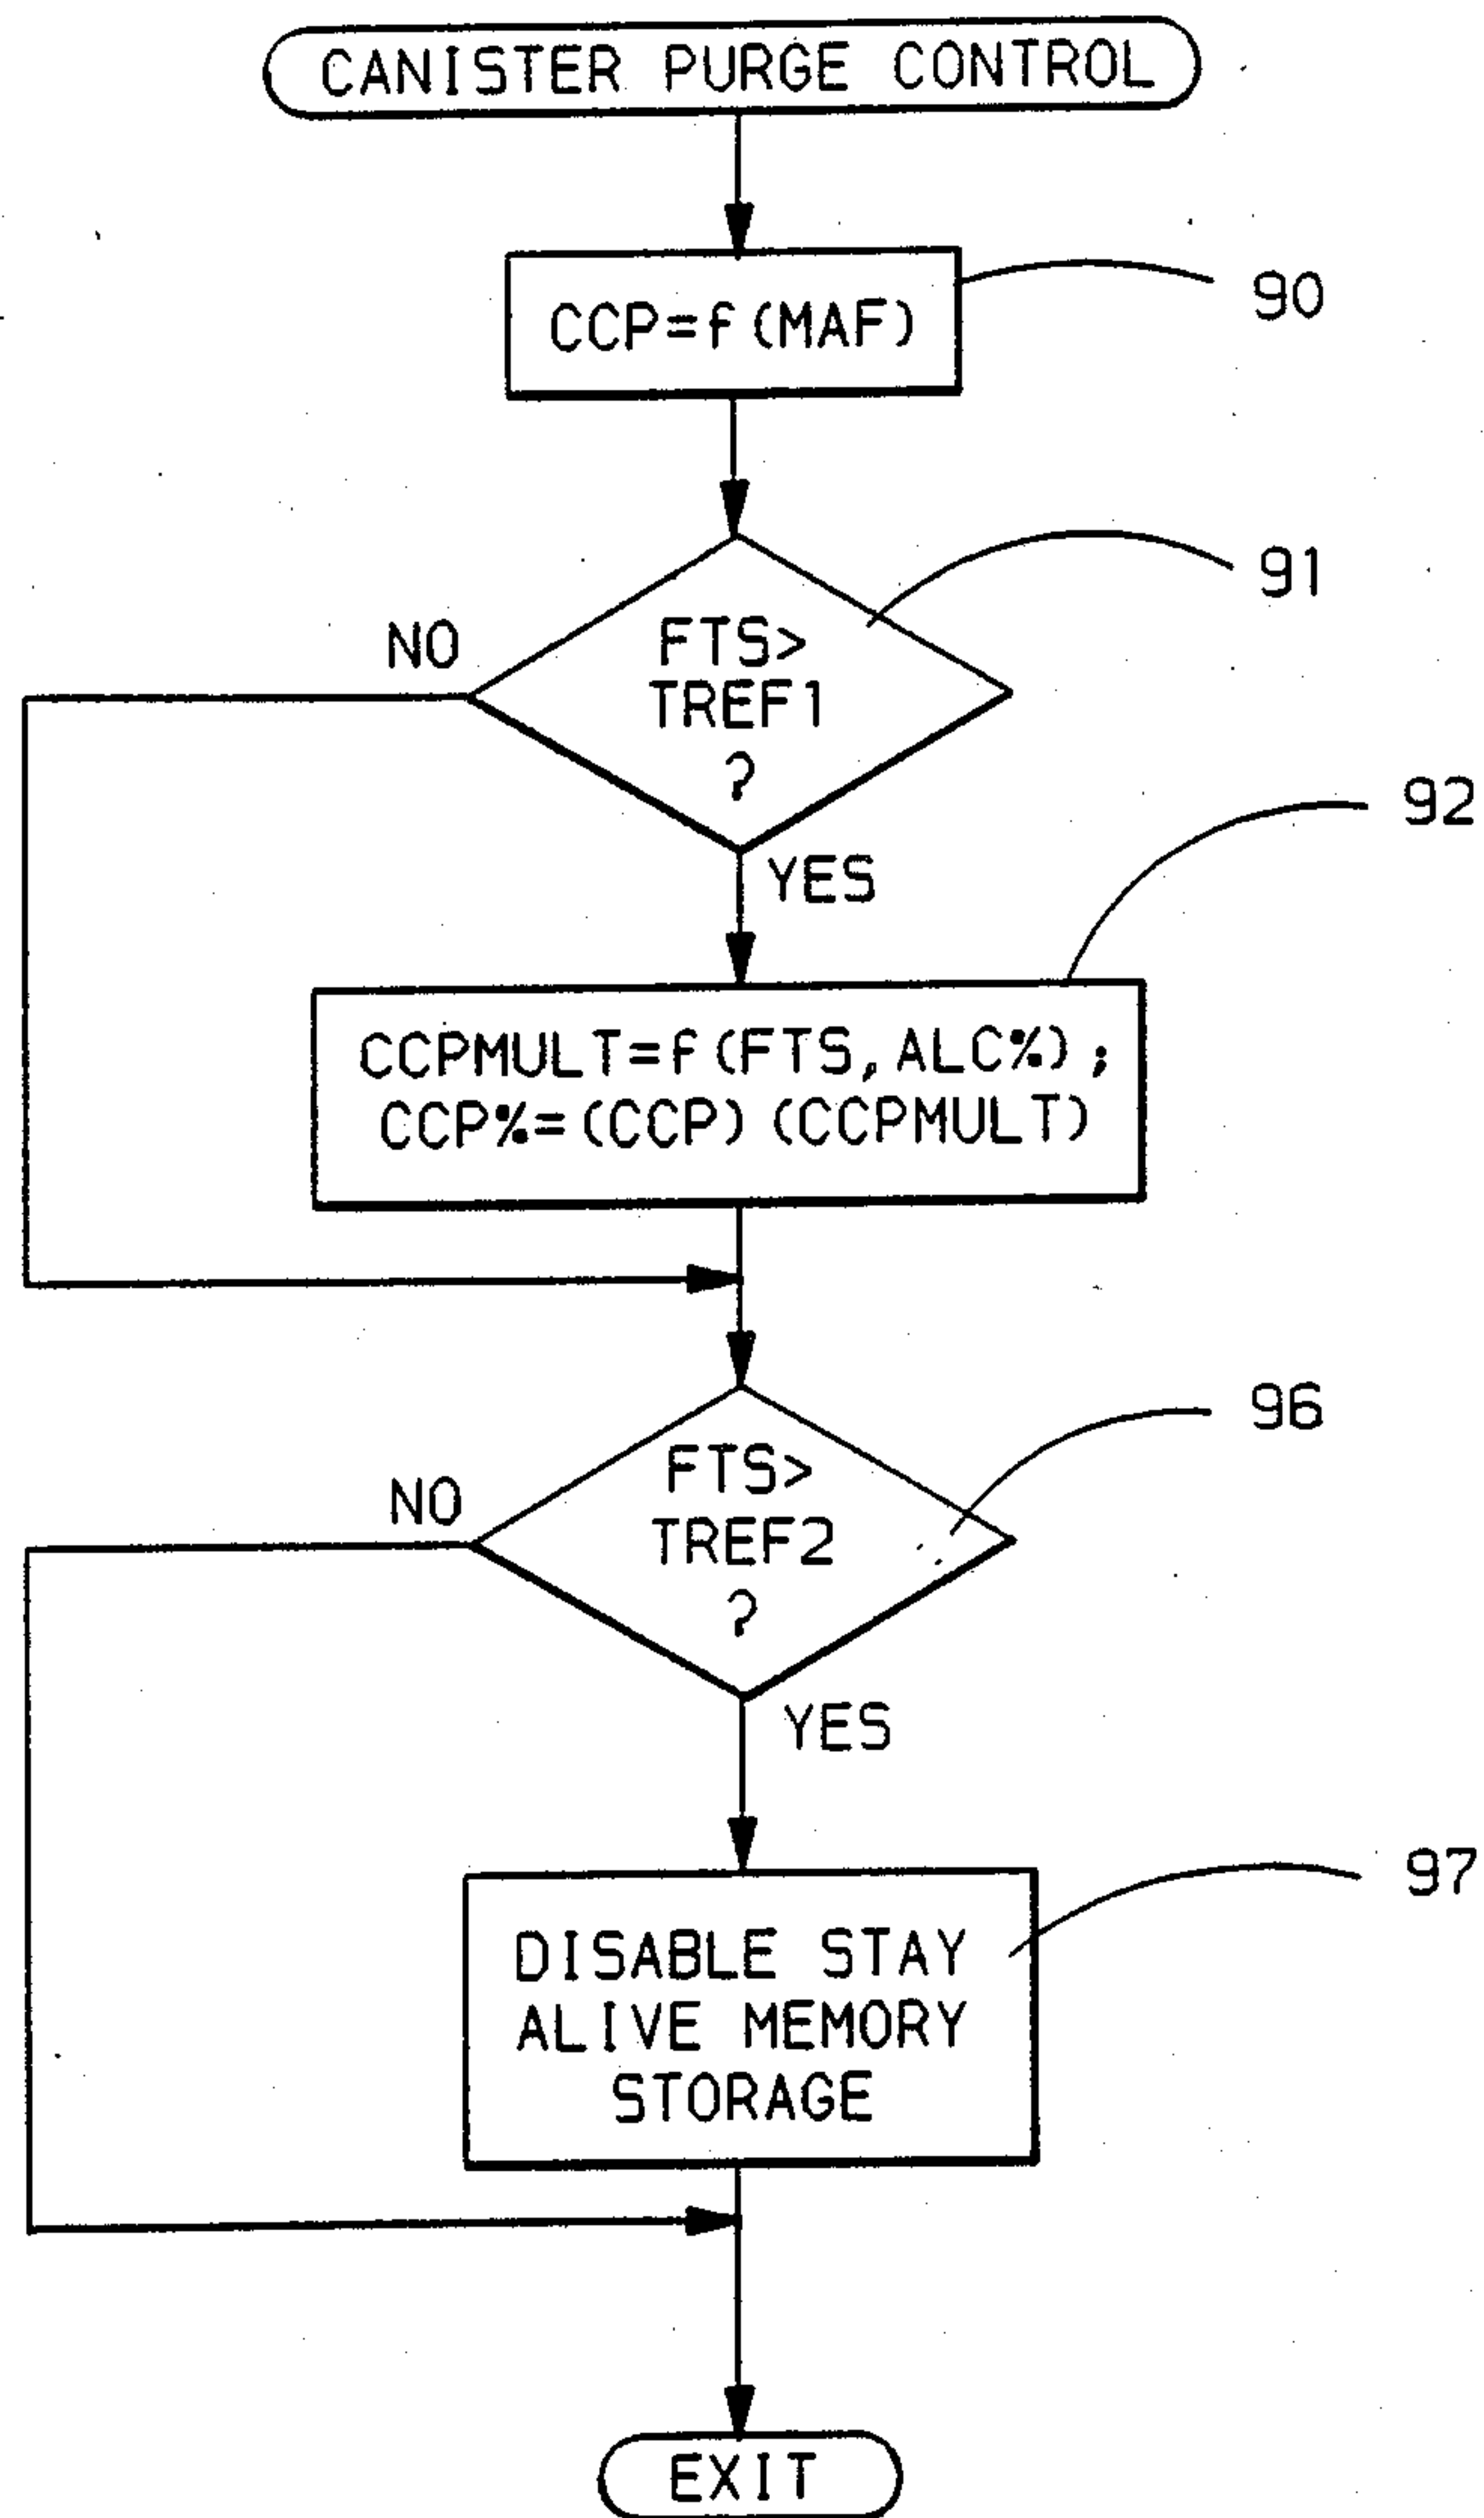 CANISTER PURGE CONTROL
CCP=f(MAF)
90
FTS>
TREF1
?
91
NO
YES
92
CCPMULT=f(FTS,ALC%);
CCP%=(CCP)(CCPMULT)
FTS>
TREF2
?
96
NO
YES
97
DISABLE STAY
ALIVE MEMORY
STORAGE
EXIT